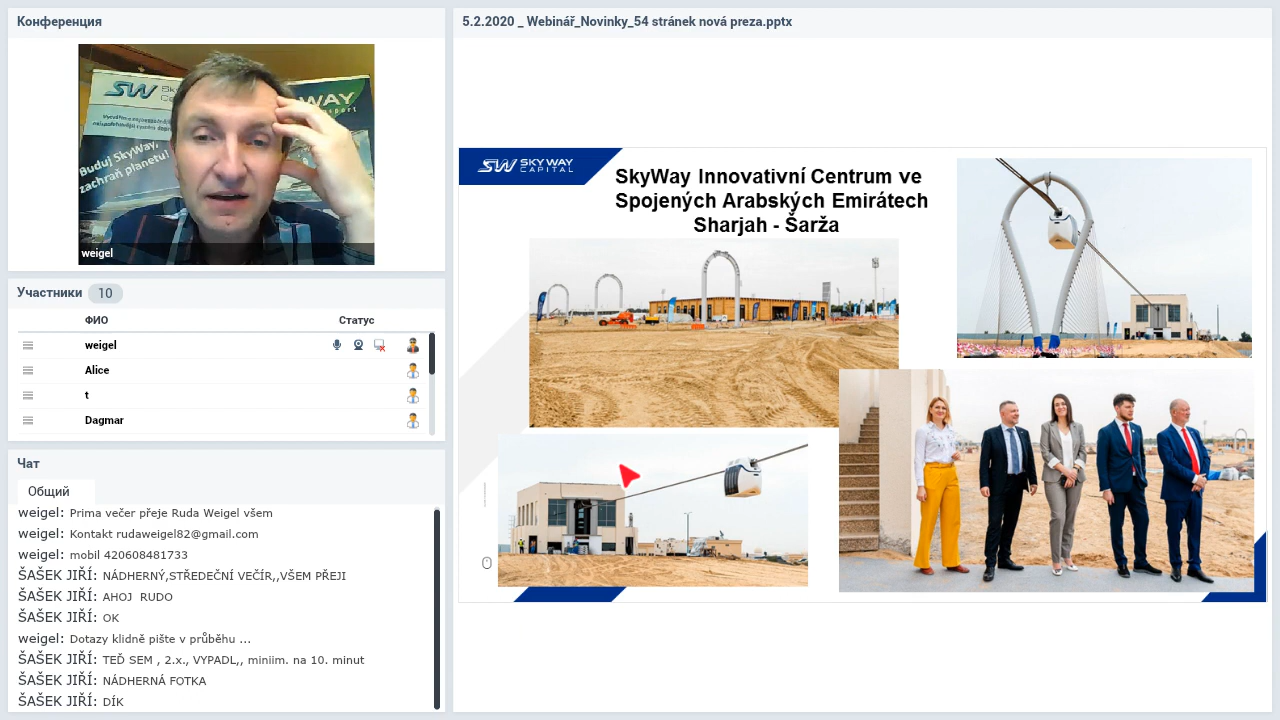 Конференция
SW
WAY
Buduj SkyWay,
zachraň planetu!
weigel
Участники 10
ФИО Статус
weigel
Alice
t
Dagmar
Чат
Общий
weigel: Prima večer přeje Ruda Weigel všem
weigel: Kontakt rudaweigel82@gmail.com
weigel: mobil 420608481733
ŠAŠEK JIŘÍ: NÁDHERNÝ,STŘEDEČNÍ VEČÍR,,VŠEM PŘEJI
ŠAŠEK JIŘÍ: AHOJ RUDO
ŠAŠEK JIŘÍ: OK
weigel: Dotazy klidně pište v průběhu ...
ŠAŠEK JIŘÍ: TEĎ SEM , 2.x., VYPADL,, miniim. na 10. minut
ŠAŠEK JIŘÍ: NÁDHERNÁ FOTKA
ŠAŠEK JIŘÍ: DÍK
5.2.2020 _ Webinář_Novinky_54 stránek nová preza.pptx
SW SKY WAY
CAPITAL
SkyWay Innovativní Centrum ve
Spojených Arabských Emirátech
Sharjah - Šarža